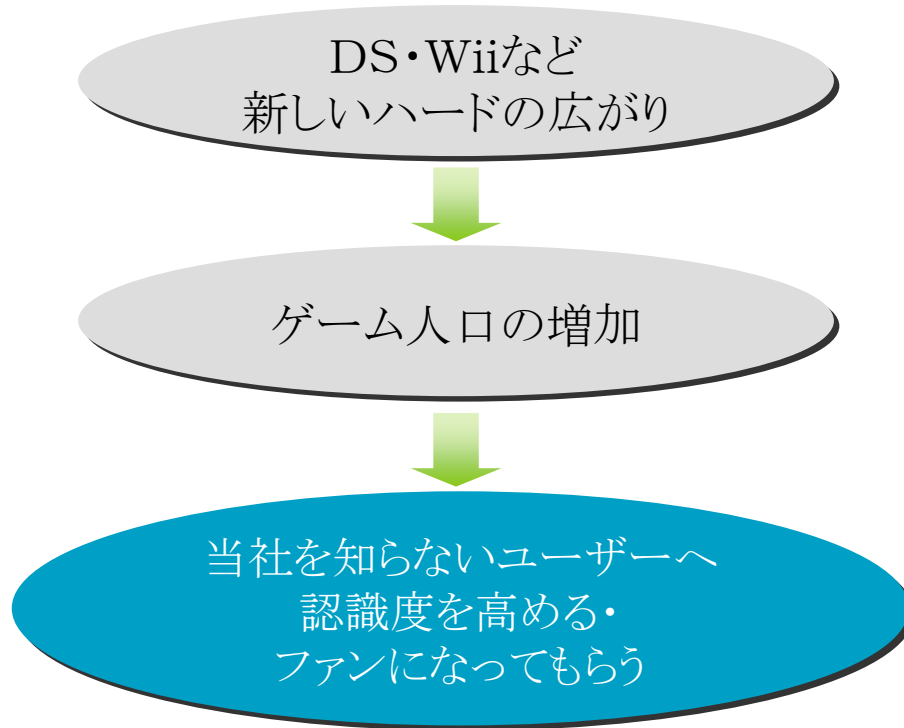 DS・Wiiなど
新しいハードの広がり
ゲーム人口の増加
当社を知らないユーザーへ
認識度を高める・
ファンになってもらう